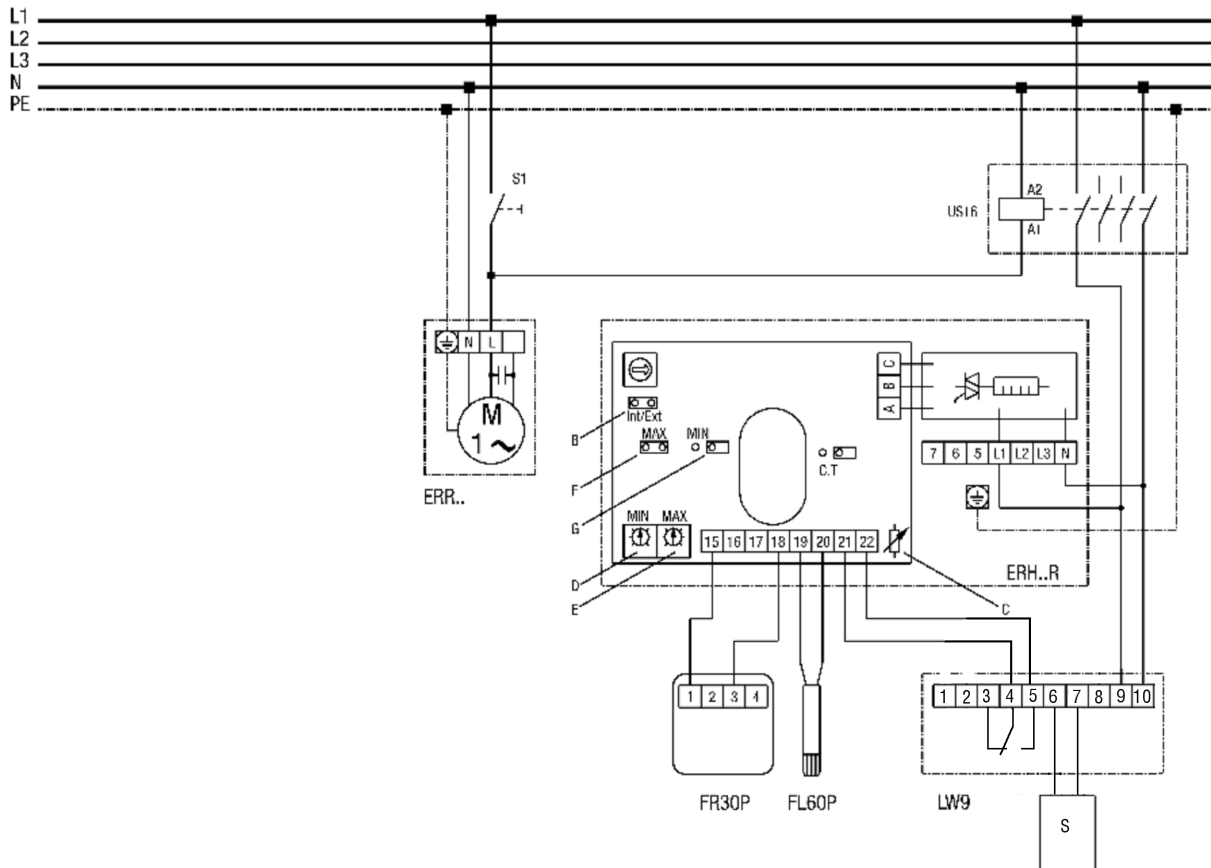 L1
L2
L3
N
PE
S1
A2
UST6
A1
N L
M
1 ~
ERR..
Int/Ext
MAX MIN
C.T
C
B
A
7 6 5 L1 L2 L3 N
MIN MAX
15 16 17 18 19 20 21 22
ERH..R
B
F
G
D
E
C
1 2 3 4
FR30P
FL60P
1 2 3 4 5 6 7 8 9 10
LW9
S